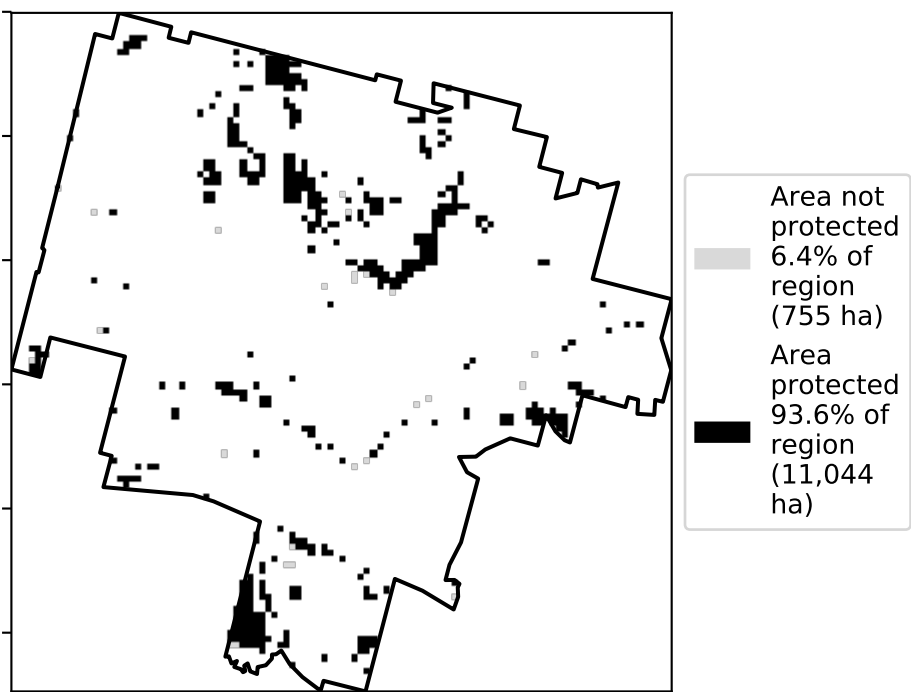 Area not
protected
6.4% of
region
(755 ha)
Area
protected
93.6% of
region
(11,044
ha)